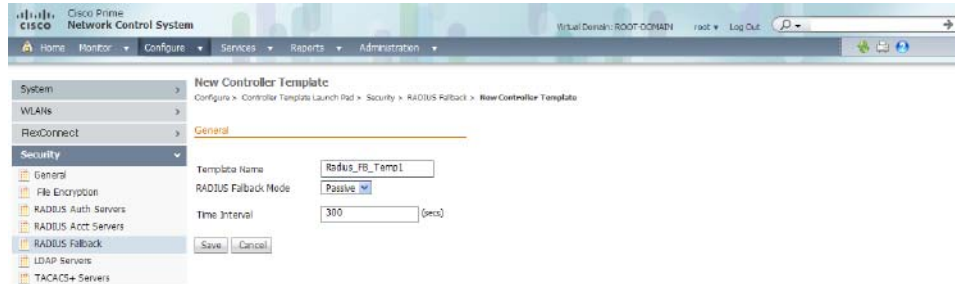 Cisco Prime
CISCO Network Control System
Virtual Domain: ROOT-DOMAIN root Log Out
Home Monitor Configure Services Reports Administration
System
WLANs
FlexConnect
Security
General
File Encryption
RADIUS Auth Servers
RADIUS Acct Servers
RADIUS Fallback
LDAP Servers
TACACS+ Servers
New Controller Template
Configure > Controller Template Launch Pad > Security > RADIUS Fallback > New Controller Template
General
Template Name Radius_FB_Temp1
RADIUS Fallback Mode Passive
Time Interval 300 (secs)
Save Cancel